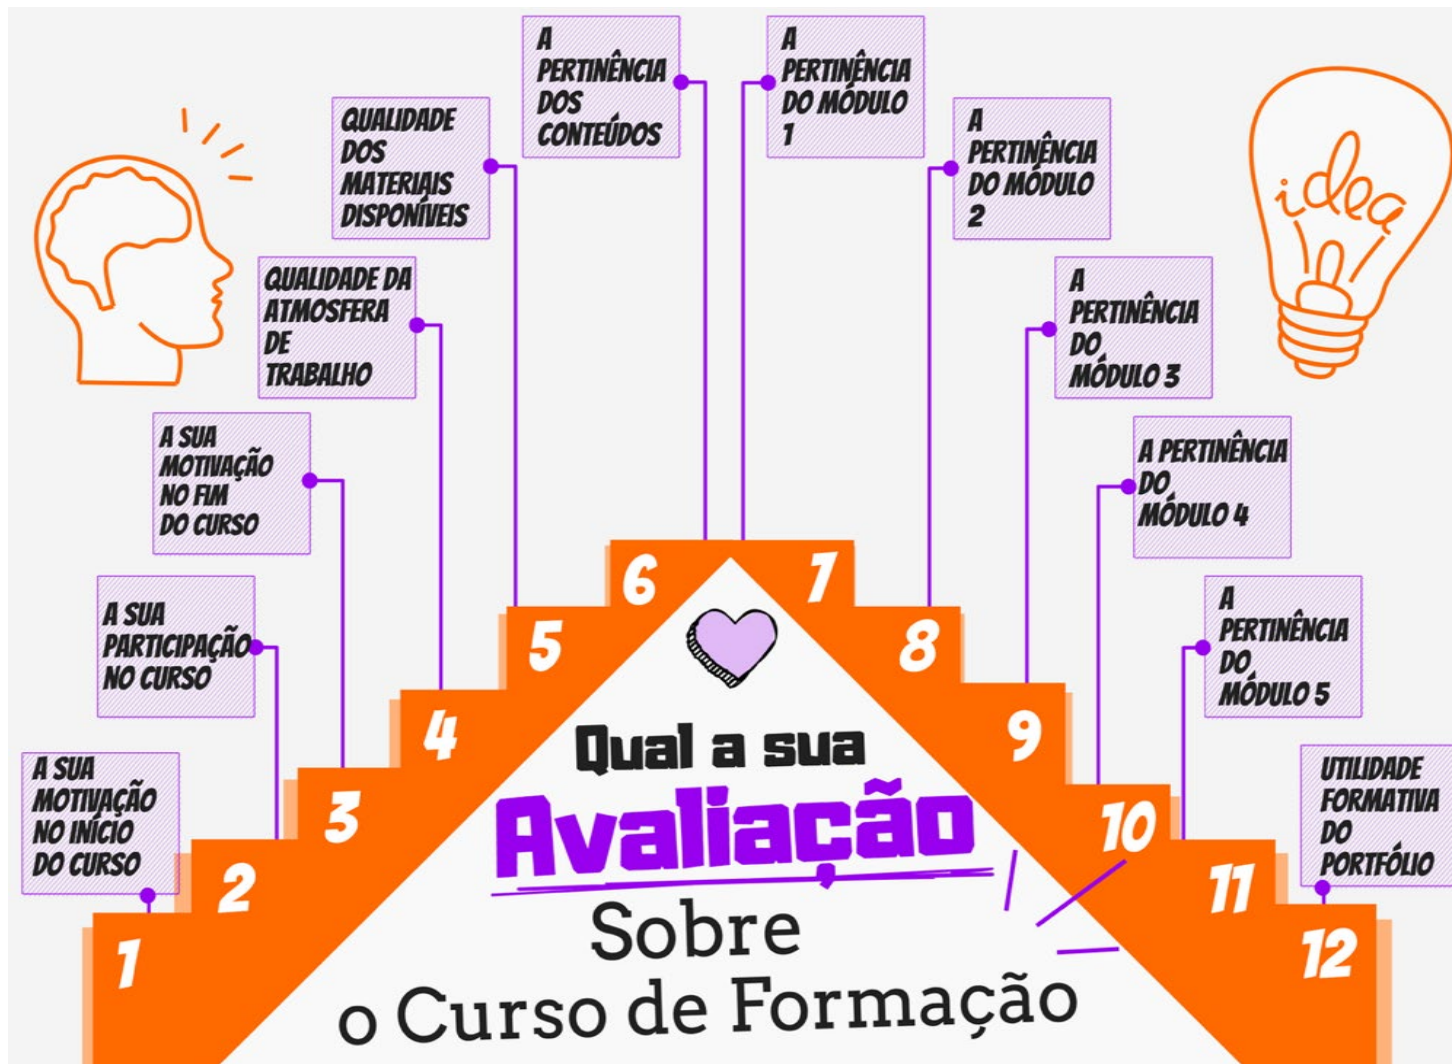 A SUA
MOTIVAÇÃO
NO INÍCIO
DO CURSO
1
A SUA
PARTICIPAÇÃO
NO CURSO
2
A SUA
MOTIVAÇÃO
NO FIM
DO CURSO
3
QUALIDADE DA
ATMOSFERA
DE
TRABALHO
4
QUALIDADE
DOS
MATERIAIS
DISPONÍVEIS
5
A
PERTINÊNCIA
DOS
CONTEÚDOS
6
A
PERTINÊNCIA
DO MÓDULO
1
7
A
PERTINÊNCIA
DO MÓDULO
2
8
A
PERTINÊNCIA
DO
MÓDULO 3
9
A PERTINÊNCIA
DO
MÓDULO 4
10
A
PERTINÊNCIA
DO
MÓDULO 5
11
UTILIDADE
FORMATIVA
DO
PORTFÓLIO
12
idea
Qual a sua
Avaliação
Sobre
o Curso de Formação